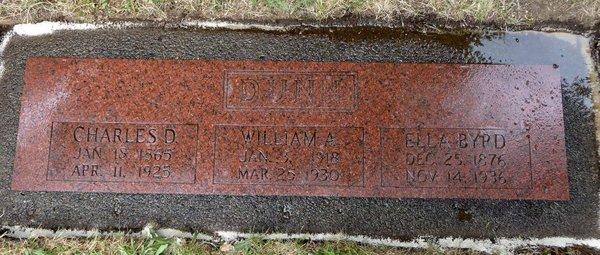 DUNN
CHARLES D.
JAN. 15 1865
APR. 11, 1925
WILLIAM A.
JAN. 3, 1918
MAR. 25 1930
ELLA BYRD
DEC. 25, 1876
NOV. 14, 1936